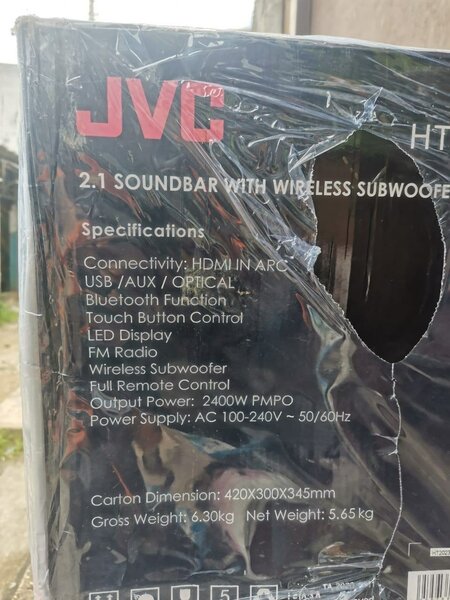 JVC
HT
2.1 SOUNDBAR WITH WIRELESS SUBWOOFE
Specifications
Connectivity: HDMI IN ARC
USB /AUX / OPTICAL
Bluetooth Function
Touch Button Control
LED Display
FM Radio
Wireless Subwoofer
Full Remote Control
Output Power: 2400W PMPO
Power Supply: AC 100-240V ~ 50/60Hz
Carton Dimension: 420X300X345mm
Gross Weight: 6.30kg Net Weight: 5.65kg
HT2023
5